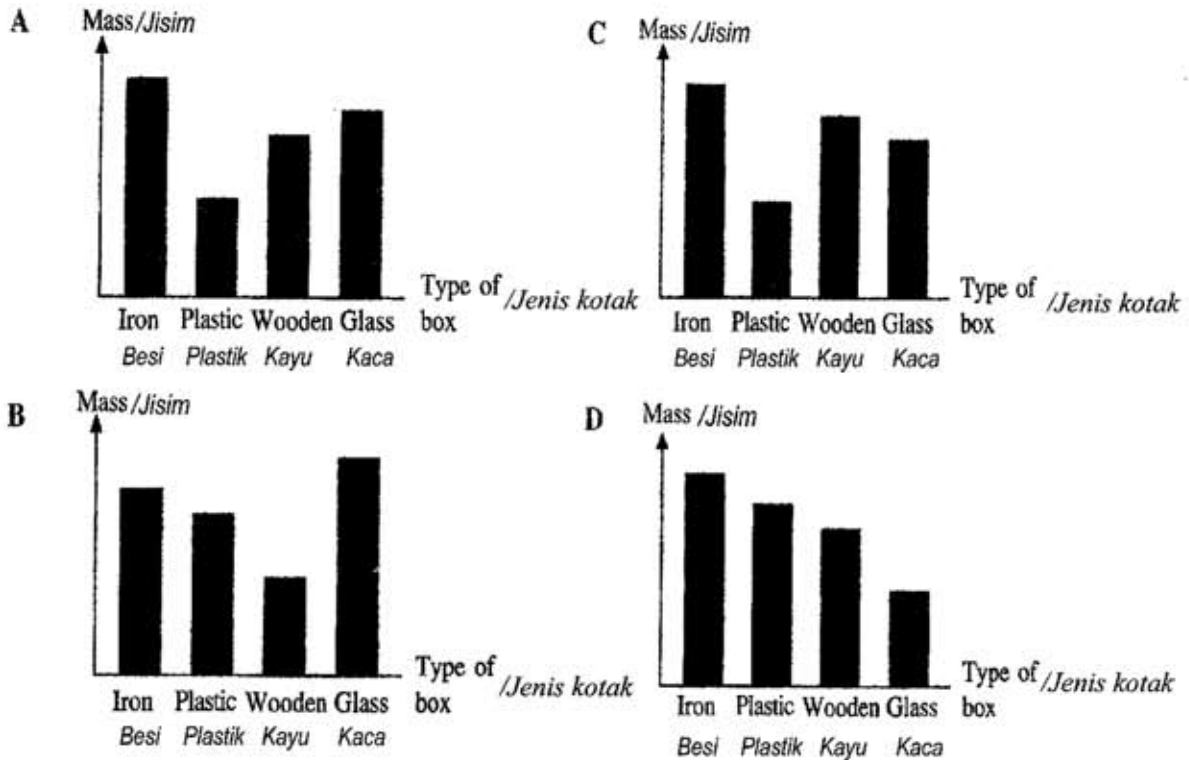 A
Mass/Jisim
Type of
box
/Jenis kotak
Iron Plastic Wooden Glass
Besi Plastik Kayu Kaca
C
Mass /Jisim
Type of
box
/Jenis kotak
Iron Plastic Wooden Glass
Besi Plastik Kayu Kaca
B
Mass /Jisim
Type of
box
/Jenis kotak
Iron Plastic Wooden Glass
Besi Plastik Kayu Kaca
D
Mass /Jisim
Type of
box
/Jenis kotak
Iron Plastic Wooden Glass
Besi Plastik Kayu Kaca